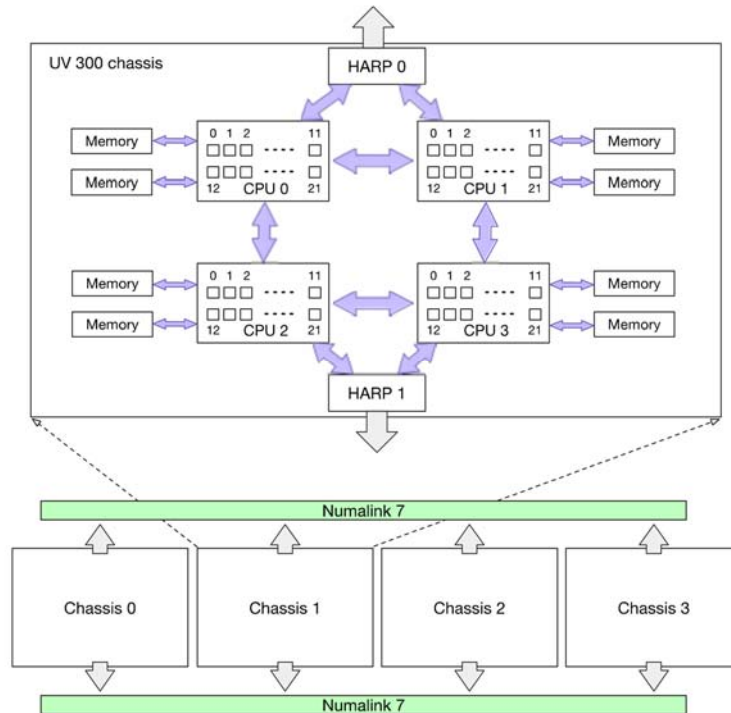 HARP 0
UV 300 chassis
0 1 2 11
0 1 2 11
Memory
Memory
Memory
Memory
12 CPU 0 21
12 CPU 1 21
0 1 2 11
0 1 2 11
Memory
Memory
Memory
Memory
12 CPU 2 21
12 CPU 3 21
HARP 1
Numalink 7
Chassis 0
Chassis 1
Chassis 2
Chassis 3
Numalink 7